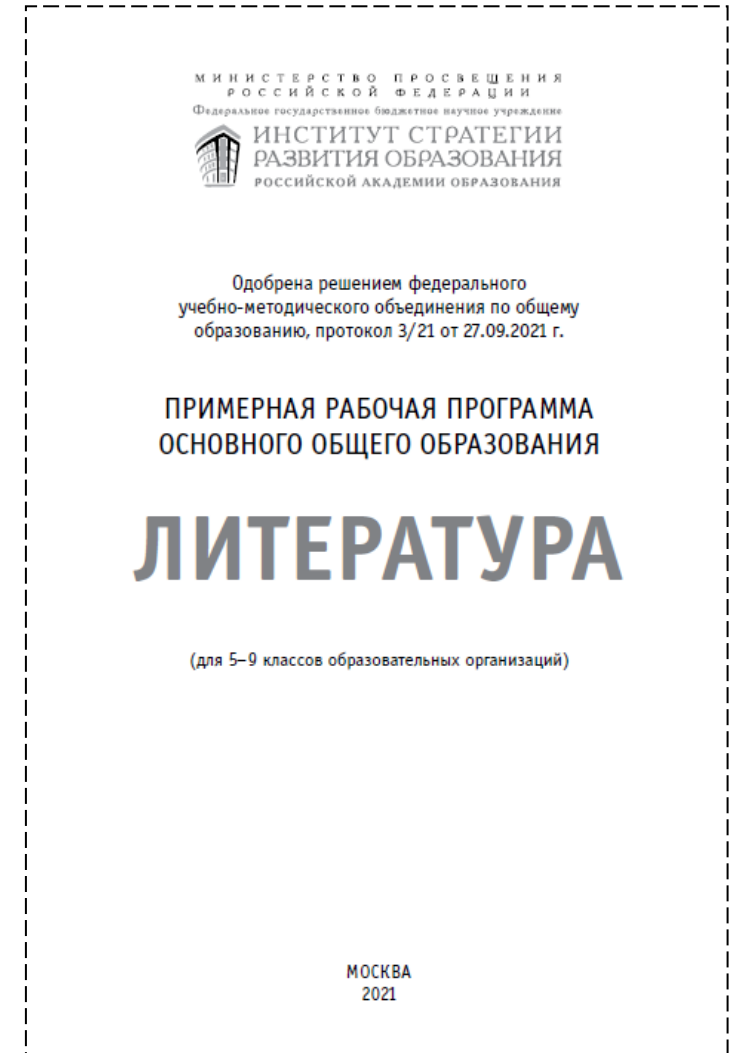 МИНИСТЕРСТВО ПРОСВЕЩЕНИЯ
РОССИЙСКОЙ ФЕДЕРАЦИИ
Федеральное государственное бюджетное научное учреждение
ИНСТИТУТ СТРАТЕГИИ
РАЗВИТИЯ ОБРАЗОВАНИЯ
РОССИЙСКОЙ АКАДЕМИИ ОБРАЗОВАНИЯ
Одобрена решением федерального
учебно-методического объединения по общему
образованию, протокол 3/21 от 27.09.2021 г.
ПРИМЕРНАЯ РАБОЧАЯ ПРОГРАММА
ОСНОВНОГО ОБЩЕГО ОБРАЗОВАНИЯ
ЛИТЕРАТУРА
(для 5–9 классов образовательных организаций)
МОСКВА
2021